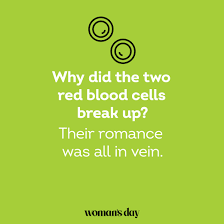 Why did the two
red blood cells
break up?
Their romance
was all in vein.
woman's day